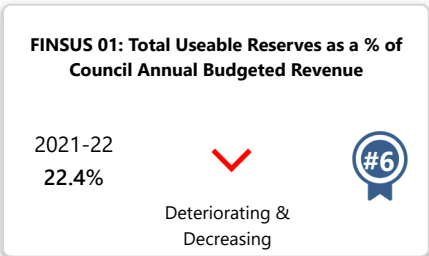 FINSUS 01: Total Useable Reserves as a % of
Council Annual Budgeted Revenue
2021-22
22.4%
#6
Deteriorating &
Decreasing